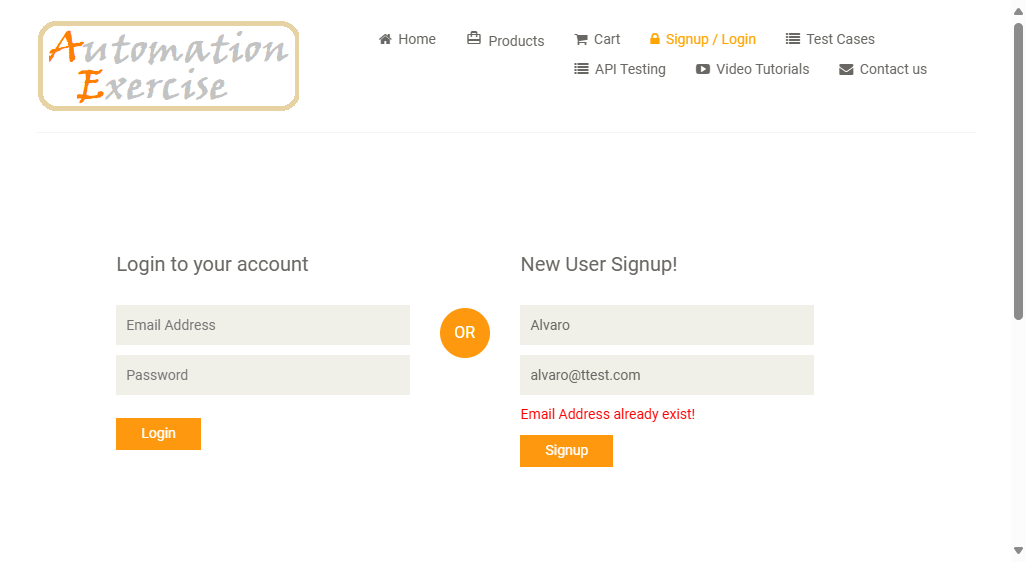 Automation
Exercise
Home
Products
Cart
Signup / Login
Test Cases
API Testing
Video Tutorials
Contact us
Login to your account
Email Address
Password
Login
OR
New User Signup!
Alvaro
alvaro@ttest.com
Email Address already exist!
Signup